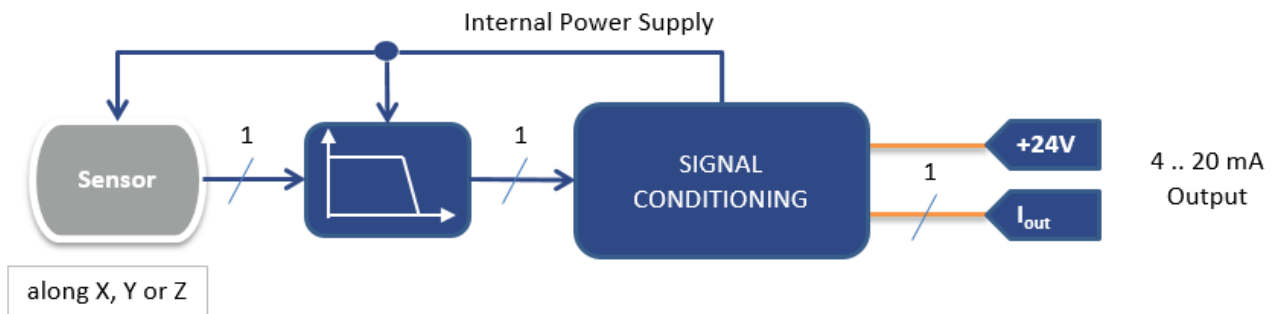 Internal Power Supply
1
1
Sensor
SIGNAL
CONDITIONING
+24V
1
Iout
4 .. 20 mA
Output
along X, Y or Z